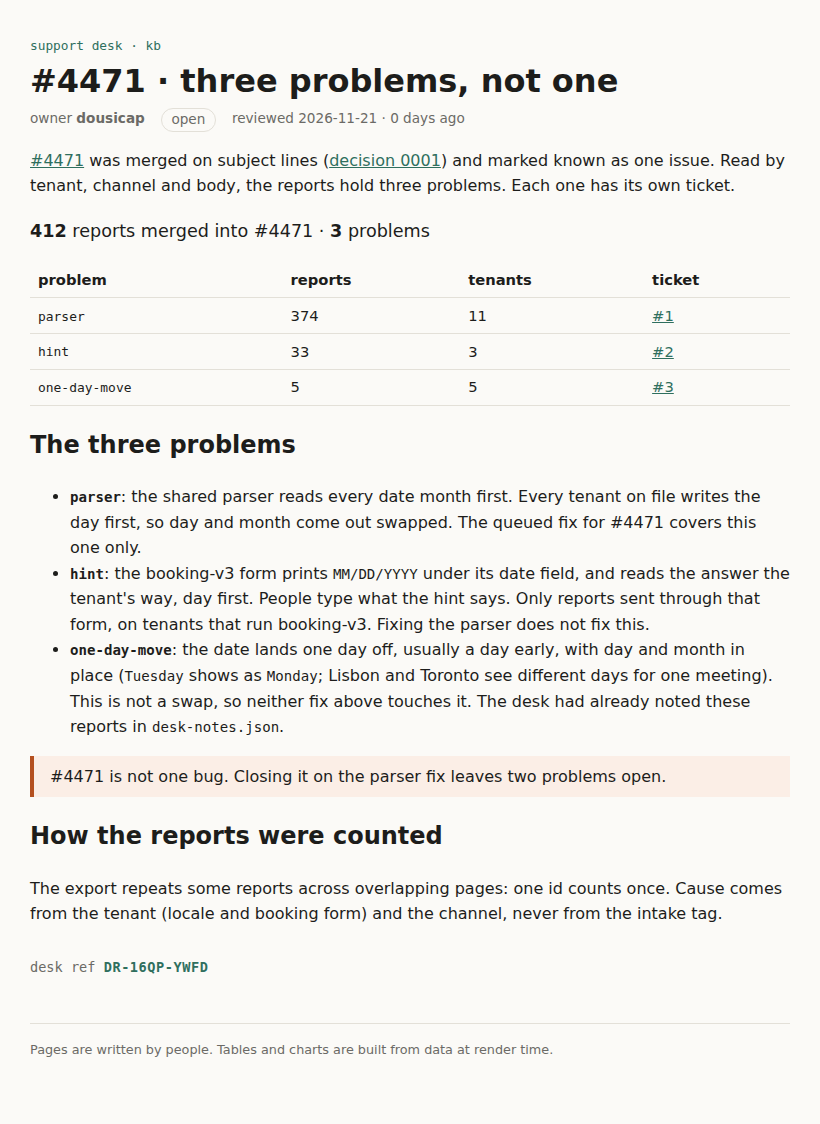 support desk · kb
#4471 · three problems, not one
owner dousicap open reviewed 2026-11-21 · 0 days ago
#4471 was merged on subject lines (decision 0001) and marked known as one issue. Read by
tenant, channel and body, the reports hold three problems. Each one has its own ticket.
412 reports merged into #4471 · 3 problems
problem reports tenants ticket
parser 374 11 #1
hint 33 3 #2
one-day-move 5 5 #3
The three problems
• parser: the shared parser reads every date month first. Every tenant on file writes the
day first, so day and month come out swapped. The queued fix for #4471 covers this
one only.
• hint: the booking-v3 form prints MM/DD/YYYY under its date field, and reads the answer the
tenant's way, day first. People type what the hint says. Only reports sent through that
form, on tenants that run booking-v3. Fixing the parser does not fix this.
• one-day-move: the date lands one day off, usually a day early, with day and month in
place (Tuesday shows as Monday; Lisbon and Toronto see different days for one meeting).
This is not a swap, so neither fix above touches it. The desk had already noted these
reports in desk-notes.json.
#4471 is not one bug. Closing it on the parser fix leaves two problems open.
How the reports were counted
The export repeats some reports across overlapping pages: one id counts once. Cause comes
from the tenant (locale and booking form) and the channel, never from the intake tag.
desk ref DR-16QP-YWFD
Pages are written by people. Tables and charts are built from data at render time.